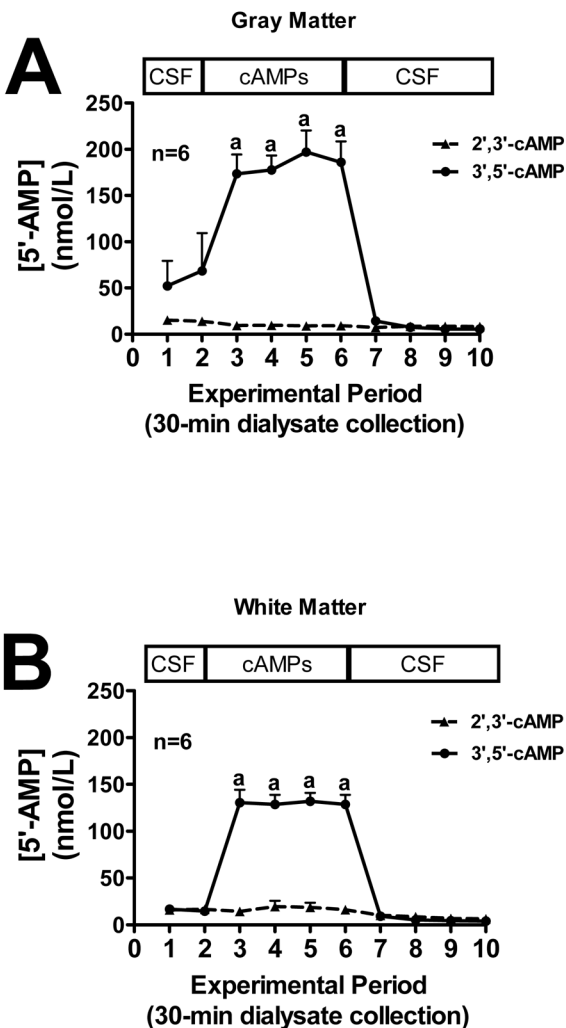 Gray Matter
A
CSF cAMPs CSF
250
200
150
100
50
0
[5'-AMP]
(nmol/L)
n=6
a a a a
2',3'-cAMP
3',5'-cAMP
0 1 2 3 4 5 6 7 8 9 10
Experimental Period
(30-min dialysate collection)
White Matter
B
CSF cAMPs CSF
250
200
150
100
50
0
[5'-AMP]
(nmol/L)
n=6
a a a a
2',3'-cAMP
3',5'-cAMP
0 1 2 3 4 5 6 7 8 9 10
Experimental Period
(30-min dialysate collection)